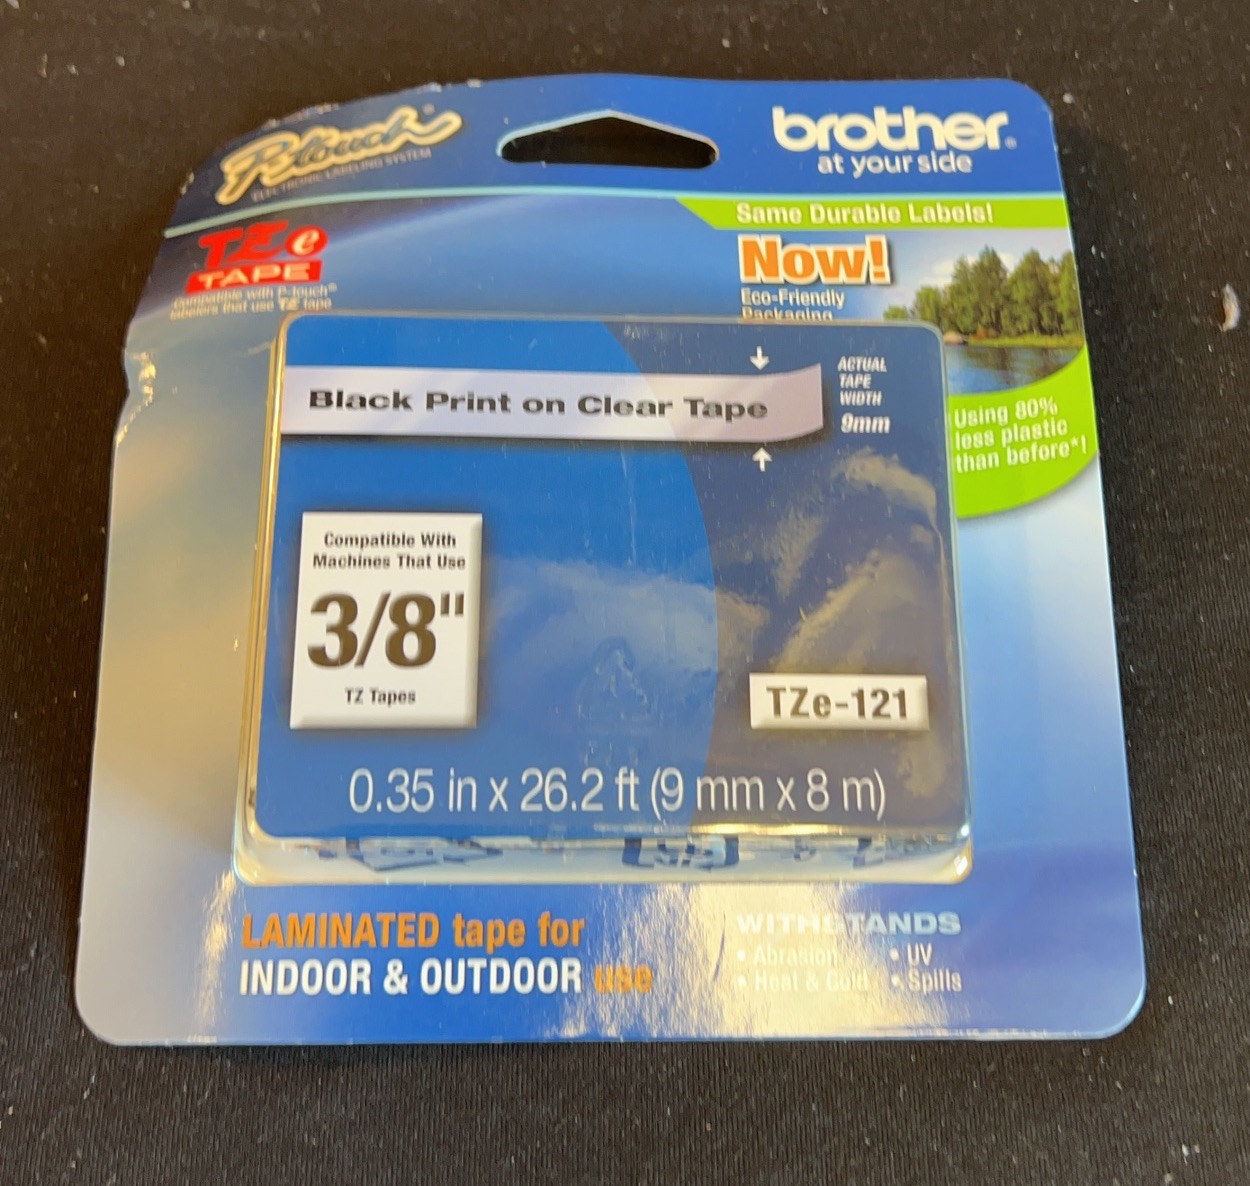 P-touch®
ELECTRONIC LABELING SYSTEM
brother®
at your side
TZe
TAPE
Compatible with P-touch®
labelers that use TZ tape
Same Durable Labels!
Now!
Eco-Friendly
Packaging
Using 80%
less plastic
than before*!
Black Print on Clear Tape
ACTUAL
TAPE
WIDTH
9mm
Compatible With
Machines That Use
3/8"
TZ Tapes
TZe-121
0.35 in x 26.2 ft (9 mm x 8 m)
LAMINATED tape for
INDOOR & OUTDOOR use
WITHSTANDS
• Abrasion • UV
• Heat & Cold • Spills